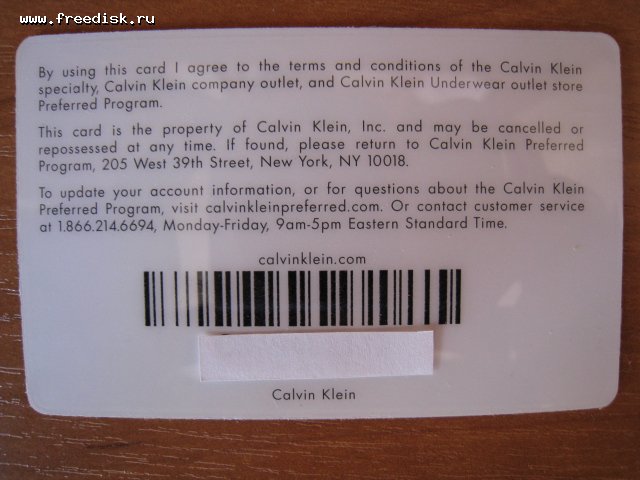 www.freedisk.ru
By using this card I agree to the terms and conditions of the Calvin Klein
specialty, Calvin Klein company outlet, and Calvin Klein Underwear outlet store
Preferred Program.
This card is the property of Calvin Klein, Inc. and may be cancelled or
repossessed at any time. If found, please return to Calvin Klein Preferred
Program, 205 West 39th Street, New York, NY 10018.
To update your account information, or for questions about the Calvin Klein
Preferred Program, visit calvinkleinpreferred.com. Or contact customer service
at 1.866.214.6694, Monday-Friday, 9am-5pm Eastern Standard Time.
calvinklein.com
Calvin Klein